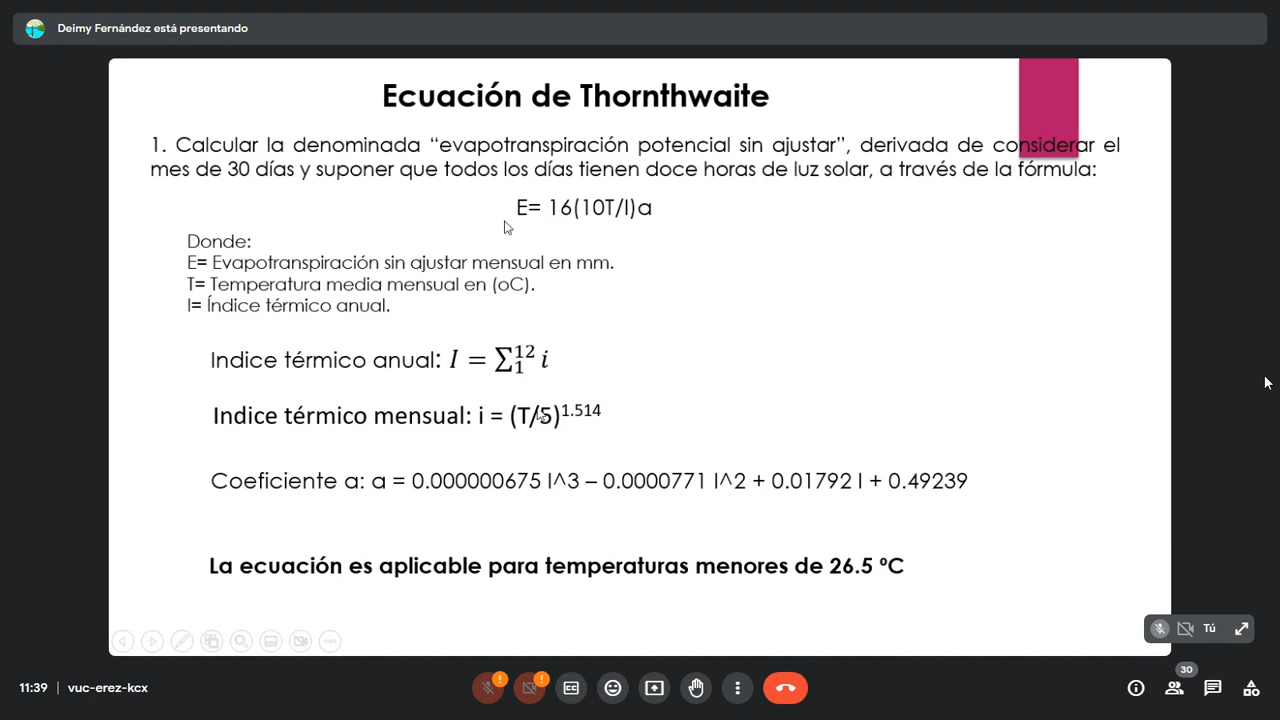 Deimy Fernández está presentando
Ecuación de Thornthwaite
1. Calcular la denominada “evapotranspiración potencial sin ajustar”, derivada de considerar el
mes de 30 días y suponer que todos los días tienen doce horas de luz solar, a través de la fórmula:
E= 16(10T/I)a
Donde:
E= Evapotranspiración sin ajustar mensual en mm.
T= Temperatura media mensual en (oC).
I= Índice térmico anual.
Indice térmico anual: I = ∑₁¹² i
Indice térmico mensual: i = (T/5)^1.514
Coeficiente a: a = 0.000000675 I^3 – 0.0000771 I^2 + 0.01792 I + 0.49239
La ecuación es aplicable para temperaturas menores de 26.5 ºC
Tú
30
11:39 | vuc-erez-kcx